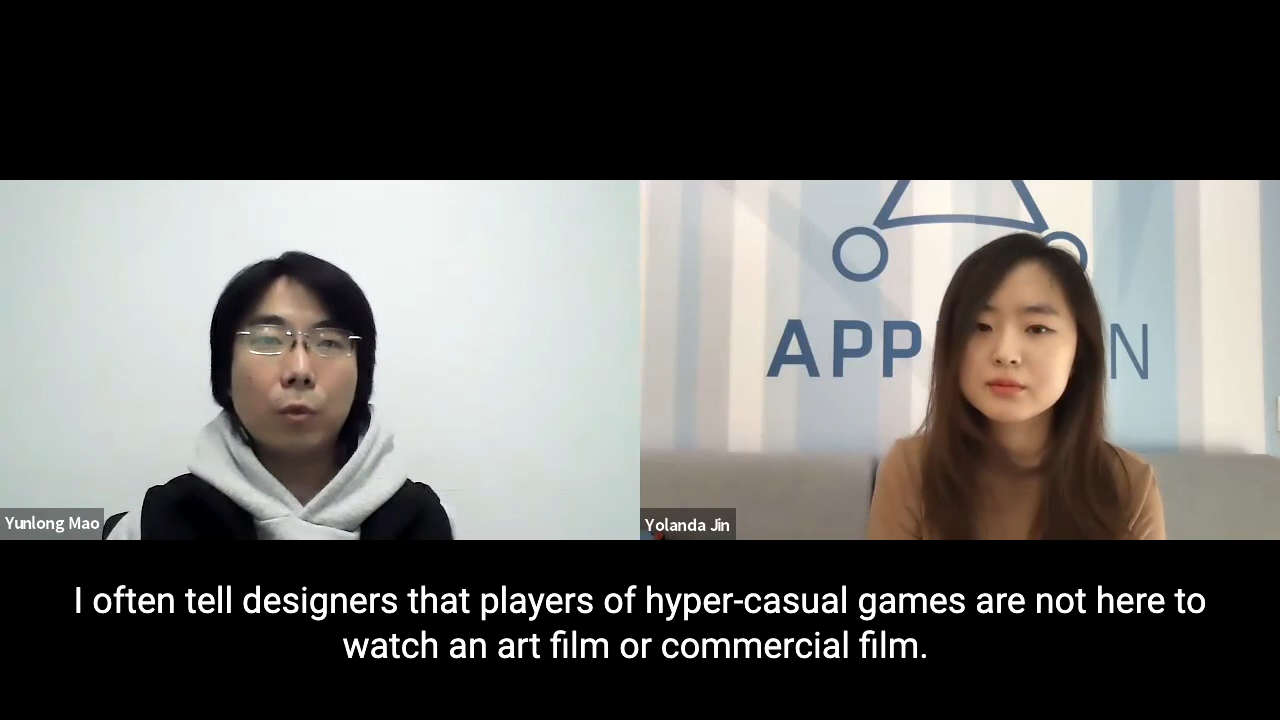 APP N
Yunlong Mao
Yolanda Jin
I often tell designers that players of hyper-casual games are not here to
watch an art film or commercial film.